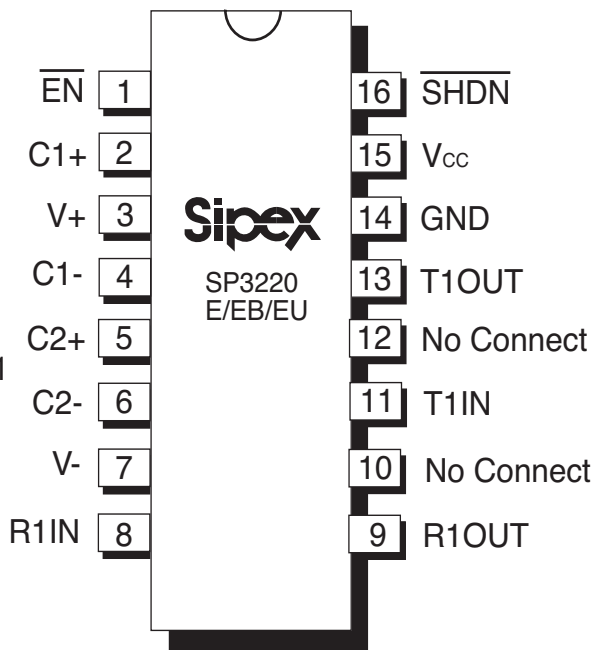 EN 1 16 SHDN
C1+ 2 15 VCC
V+ 3 Sipex 14 GND
C1- 4 SP3220 13 T1OUT
E/EB/EU
C2+ 5 12 No Connect
C2- 6 11 T1IN
V- 7 10 No Connect
R1IN 8 9 R1OUT